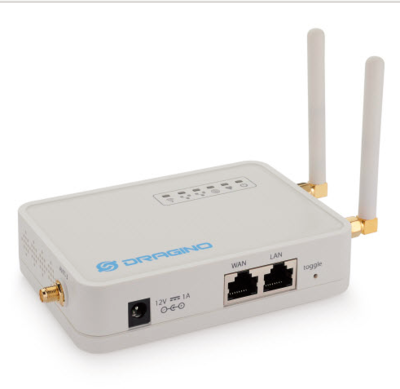 DRAGINO
WAN
LAN
toggle
12V ⎓ 1A